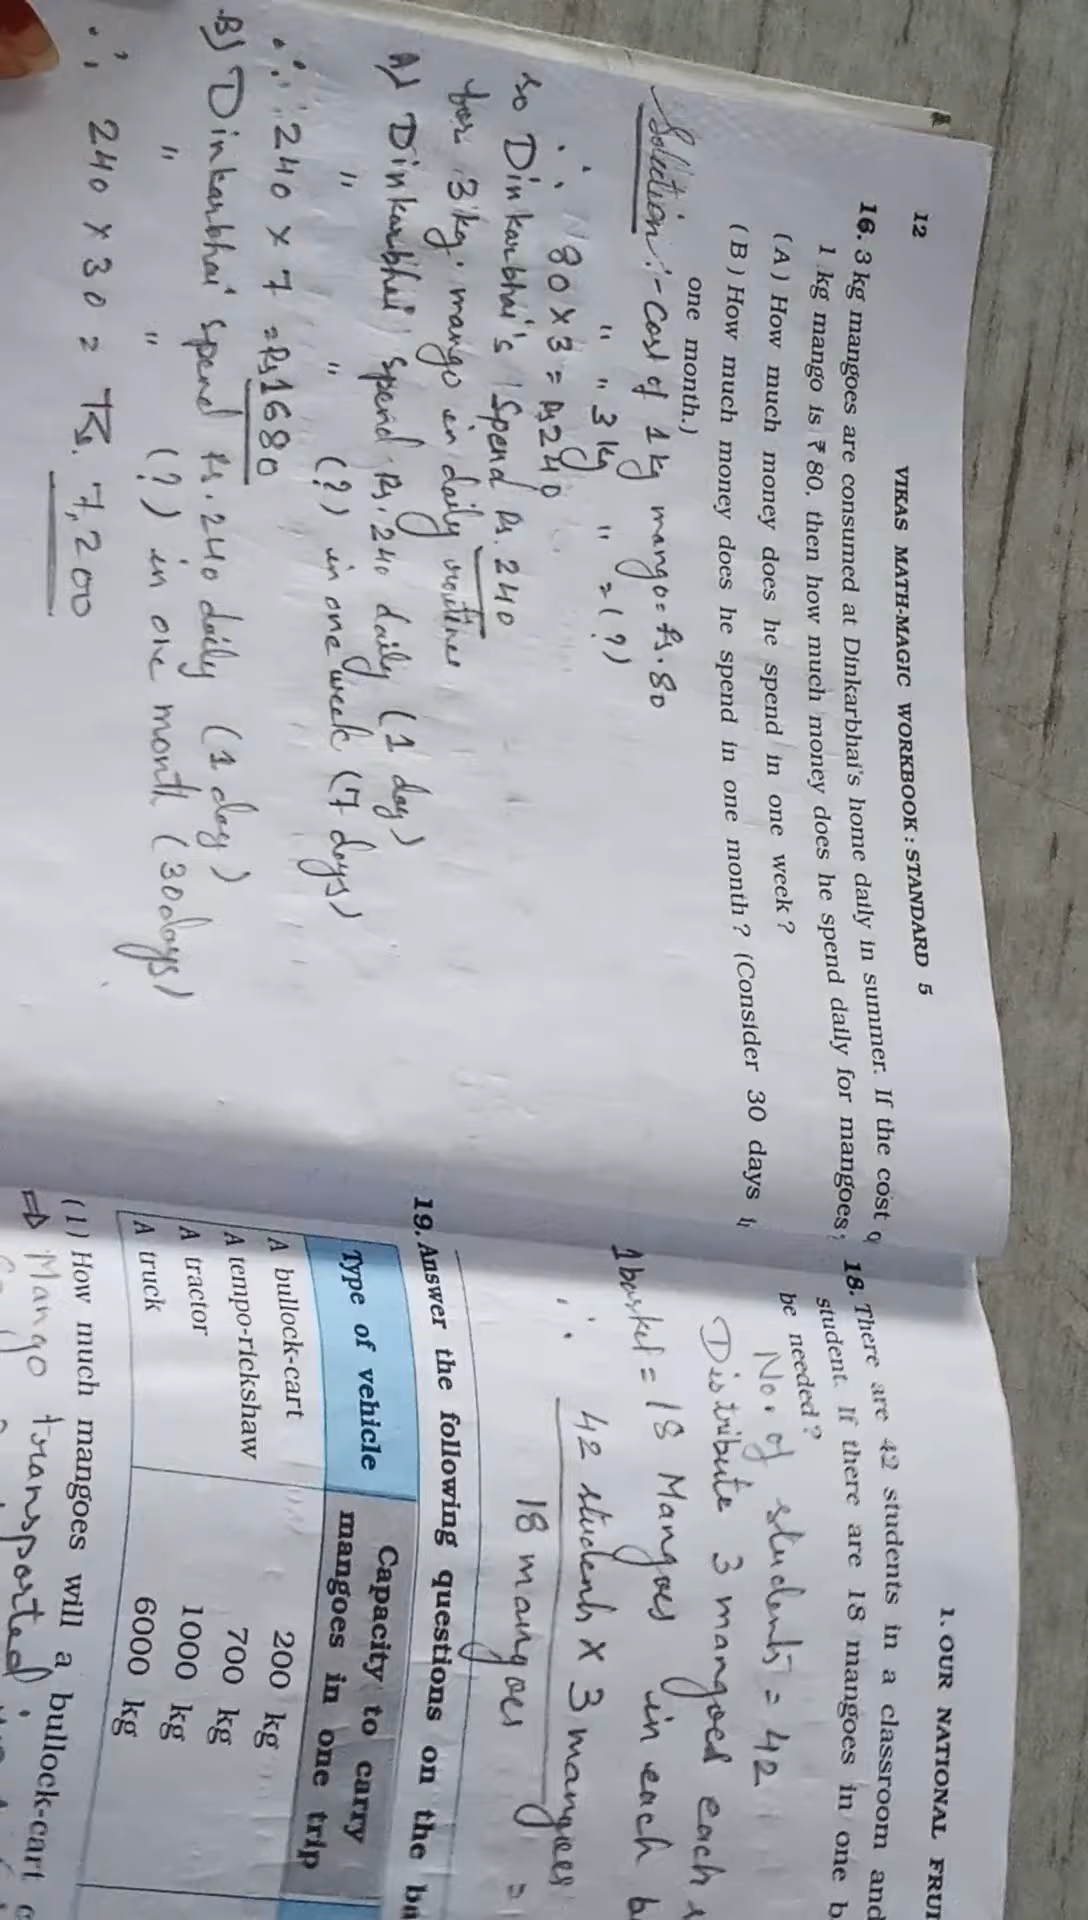 12
VIKAS MATH-MAGIC WORKBOOK : STANDARD 5
16. 3 kg mangoes are consumed at Dinkarbhai's home daily in summer. If the cost
1 kg mango is ₹ 80, then how much money does he spend daily for mangoes
(A) How much money does he spend in one week ?
(B) How much money does he spend in one month ? (Consider 30 days
one month.)
Solution :- Cost of 1 kg mango = Rs. 80
" " 3 kg " = (?)
∴ 80 x 3 = Rs 240
so Dinkarbhai's Spend Rs. 240
for 3 kg mango in daily routine
A) Dinkarbhai spend Rs. 240 daily (1 day)
" " (?) in one week (7 days)
∴ 240 x 7 = Rs 1680
B) Dinkarbhai spend Rs. 240 daily (1 day)
" " (?) in one month (30 days)
∴ 240 x 30 = Rs. 7,200
1. OUR NATIONAL
18. There are 42 students in a classroom and
student. If there are 18 mangoes in one
be needed ?
No. of students = 42
Distribute 3 mangoes each
1 basket = 18 Mangoes in each
∴ 42 students x 3 mangoes =
18 mangoes
19. Answer the following questions on the
Type of vehicle Capacity to carry mangoes in one trip
A bullock-cart 200 kg
A tempo-rickshaw 700 kg
A tractor 1000 kg
A truck 6000 kg
(1) How much mangoes will a bullock-cart
⇒ Mango transported